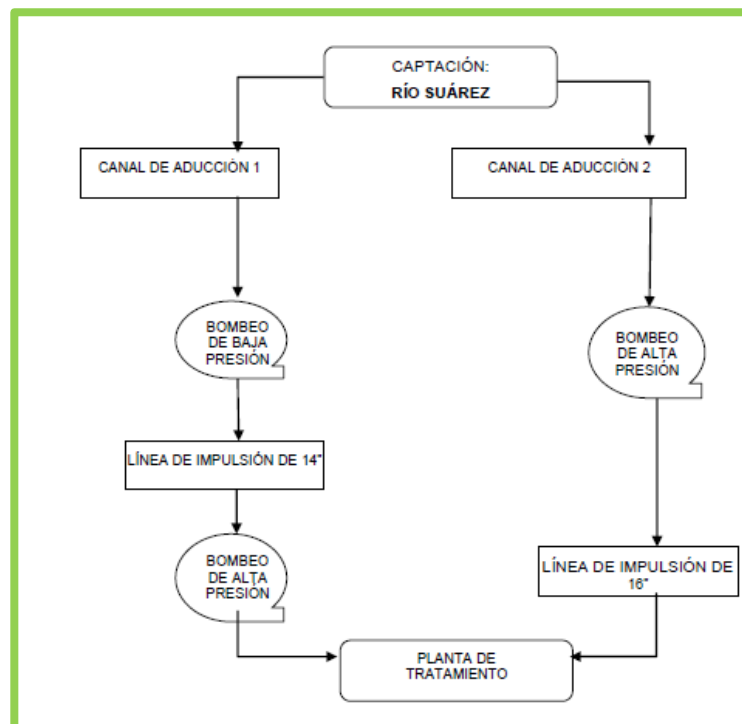 CAPTACIÓN:
RÍO SUÁREZ
CANAL DE ADUCCIÓN 1
CANAL DE ADUCCIÓN 2
BOMBEO
DE BAJA
PRESIÓN
BOMBEO
DE ALTA
PRESIÓN
LÍNEA DE IMPULSIÓN DE 14"
BOMBEO
DE ALTA
PRESIÓN
LÍNEA DE IMPULSIÓN DE
16"
PLANTA DE
TRATAMIENTO